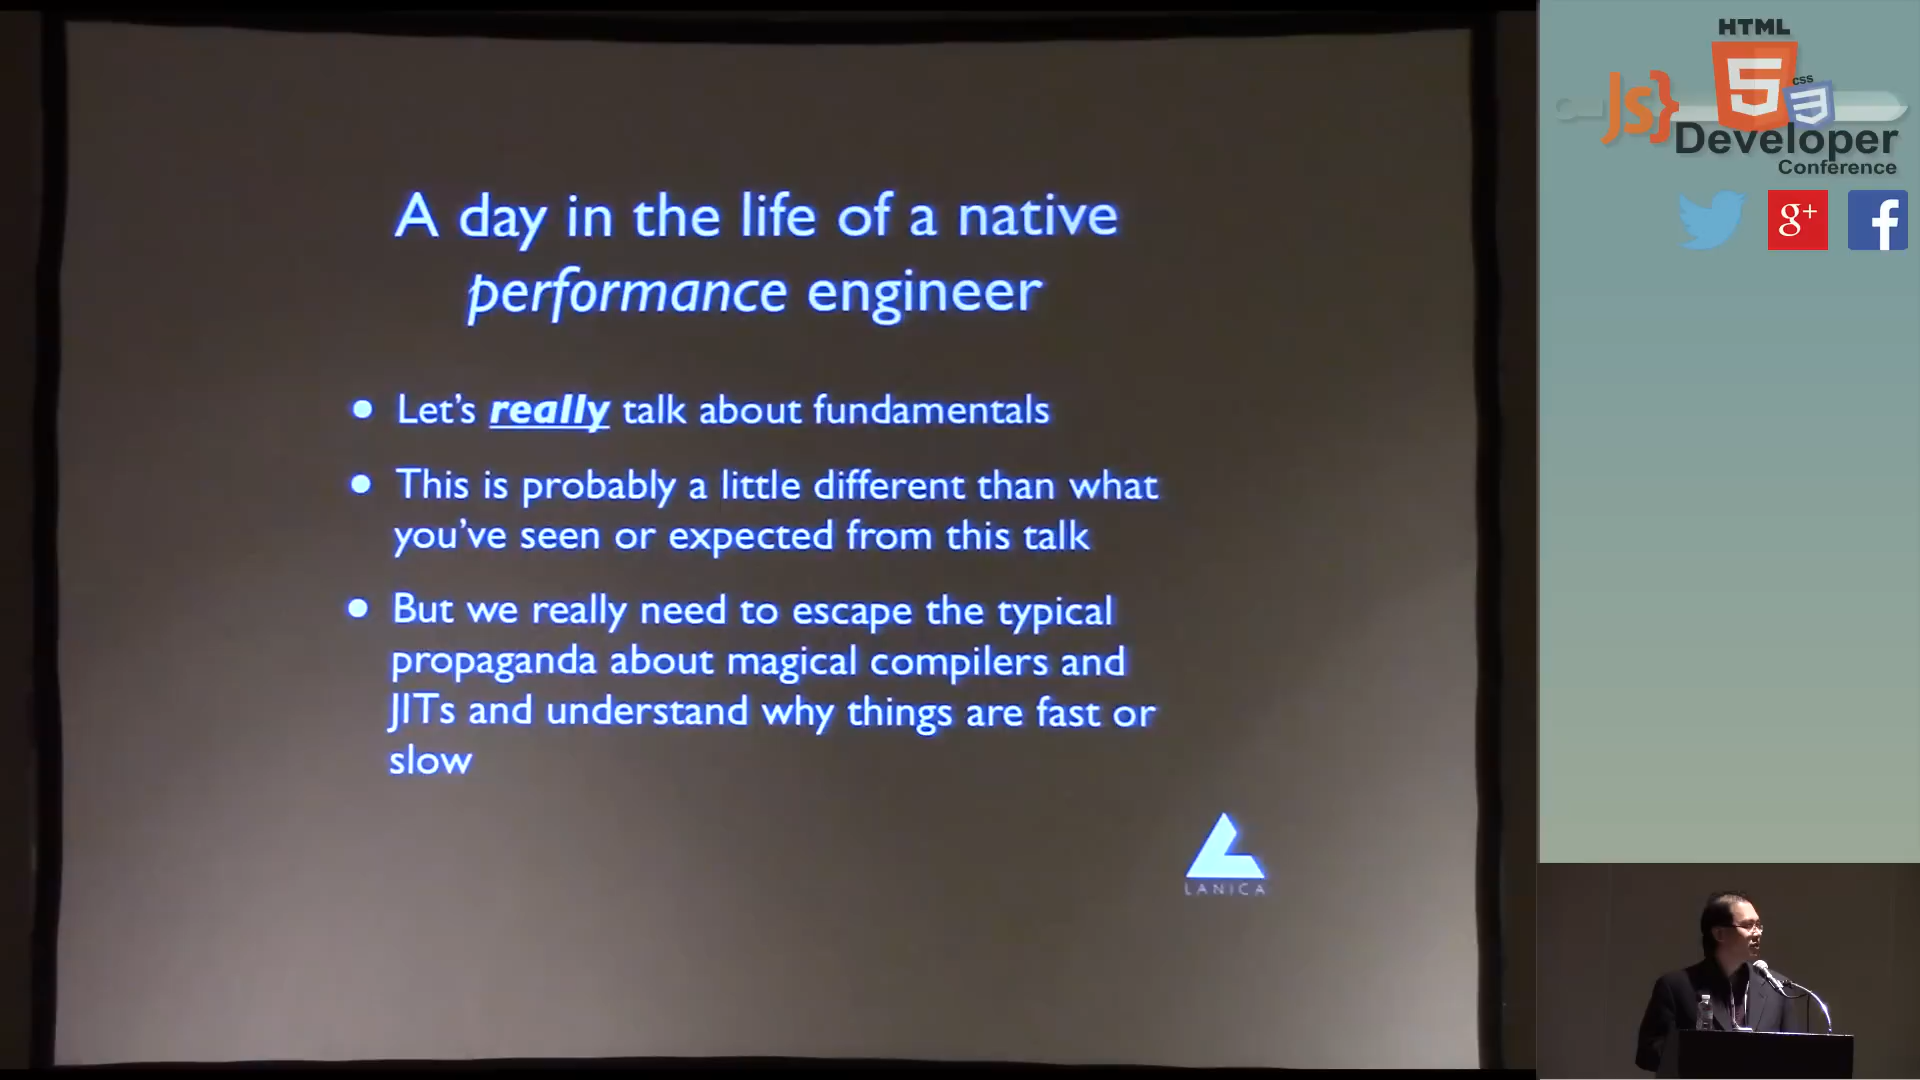 A day in the life of a native
performance engineer
• Let's really talk about fundamentals
• This is probably a little different than what
you've seen or expected from this talk
• But we really need to escape the typical
propaganda about magical compilers and
JITs and understand why things are fast or
slow
LANICA
HTML
5
CSS
3
JS}
Developer
Conference
g+
f